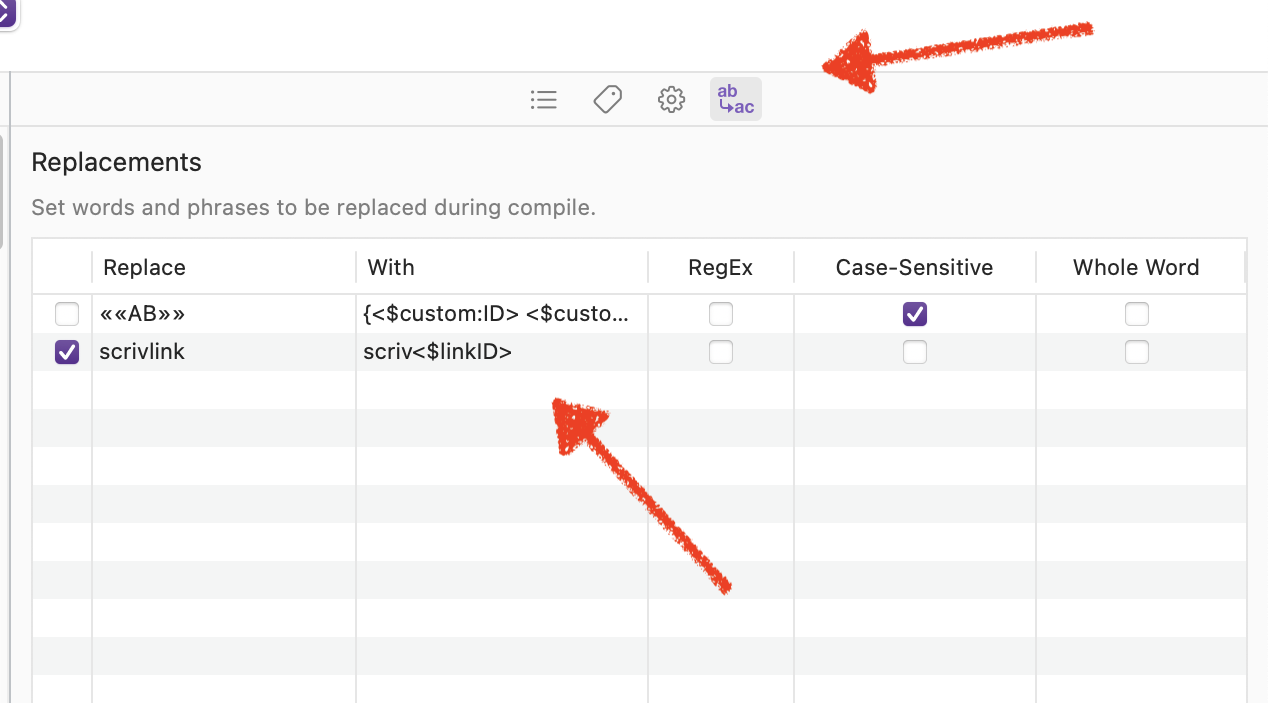 ab
ac
Replacements
Set words and phrases to be replaced during compile.
Replace With RegEx Case-Sensitive Whole Word
««AB»» {<$custom:ID> <$custo...
scrivlink scriv<$linkID>